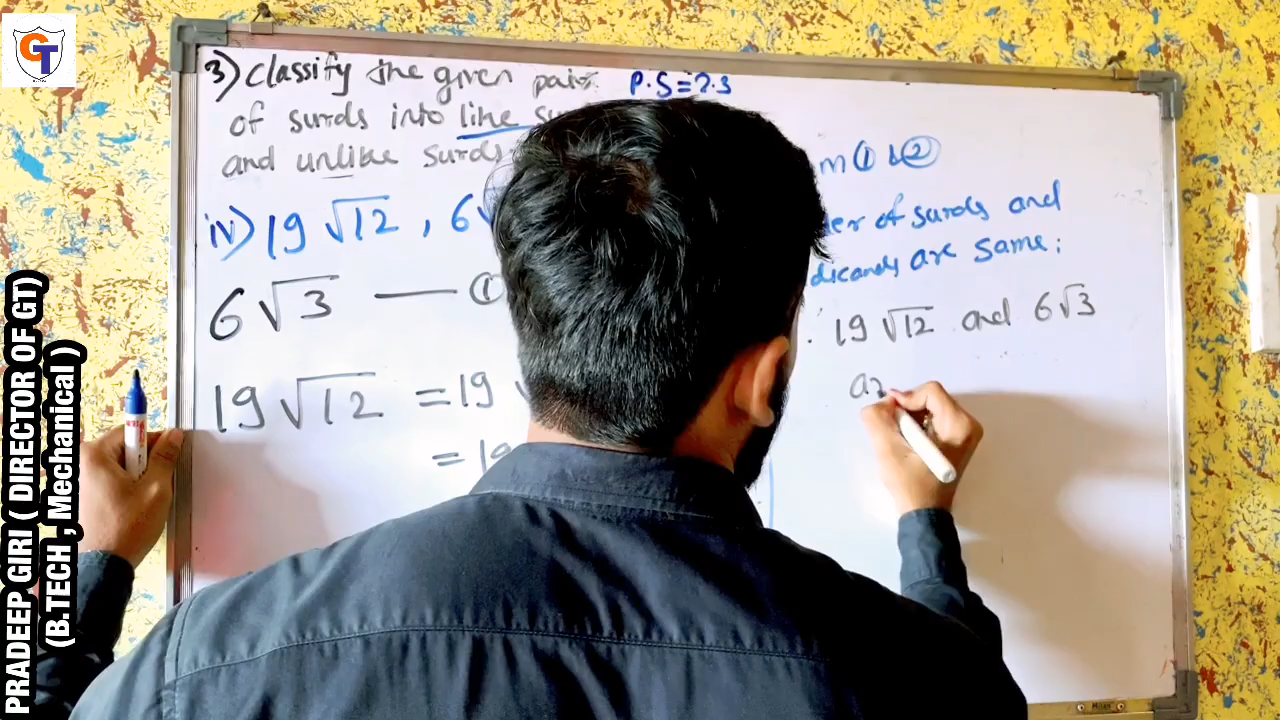 GT
PRADEEP GIRI ( DIRECTOR OF GT)
(B.TECH , Mechanical )
3) Classify the given pair P.S=2.3
of surds into like
and unlike surds
iv) 19 √12 , 6
6 √3 — ①
19 √12 = 19
= 19
m ① & ②
er of surds and
dicands are same;
19 √12 and 6 √3